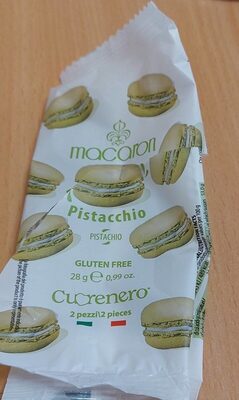 macaron
Pistacchio
PISTACHIO
GLUTEN FREE
28 g ℮ 0,99 oz.
cuorenero®
2 pezzi\2 pieces